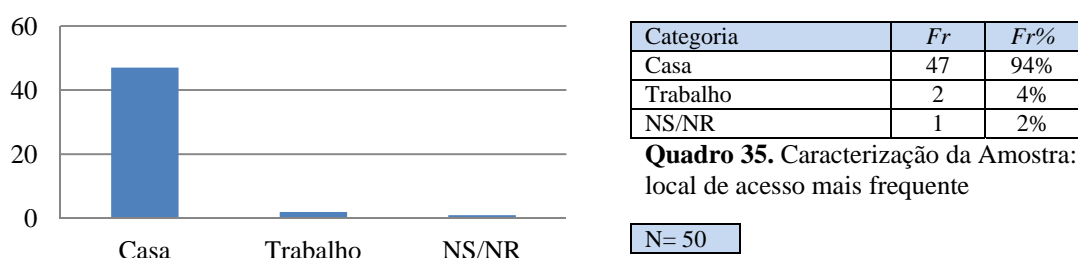 60
40
20
0
Casa Trabalho NS/NR
Categoria Fr Fr%
Casa 47 94%
Trabalho 2 4%
NS/NR 1 2%
Quadro 35. Caracterização da Amostra:
local de acesso mais frequente
N= 50